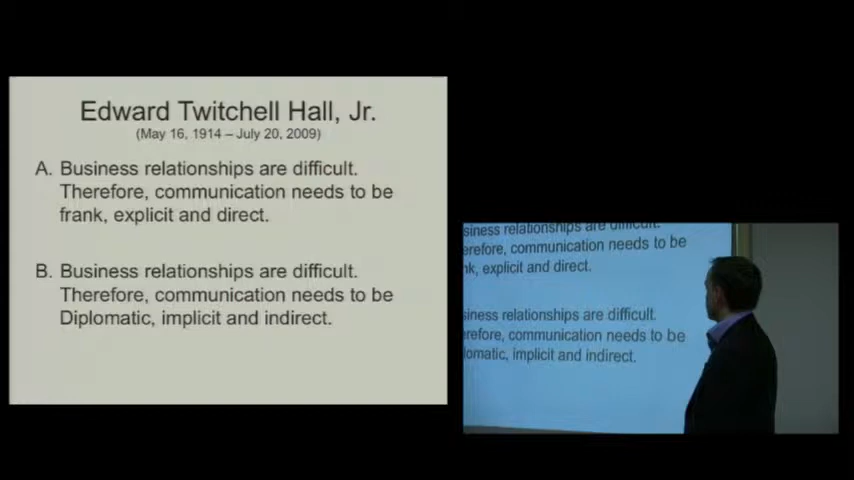 Edward Twitchell Hall, Jr.
(May 16, 1914 – July 20, 2009)
A. Business relationships are difficult.
Therefore, communication needs to be
frank, explicit and direct.
B. Business relationships are difficult.
Therefore, communication needs to be
Diplomatic, implicit and indirect.
siness relationships are difficult.
erefore, communication needs to be
nk, explicit and direct.
siness relationships are difficult.
erefore, communication needs to be
lomatic, implicit and indirect.